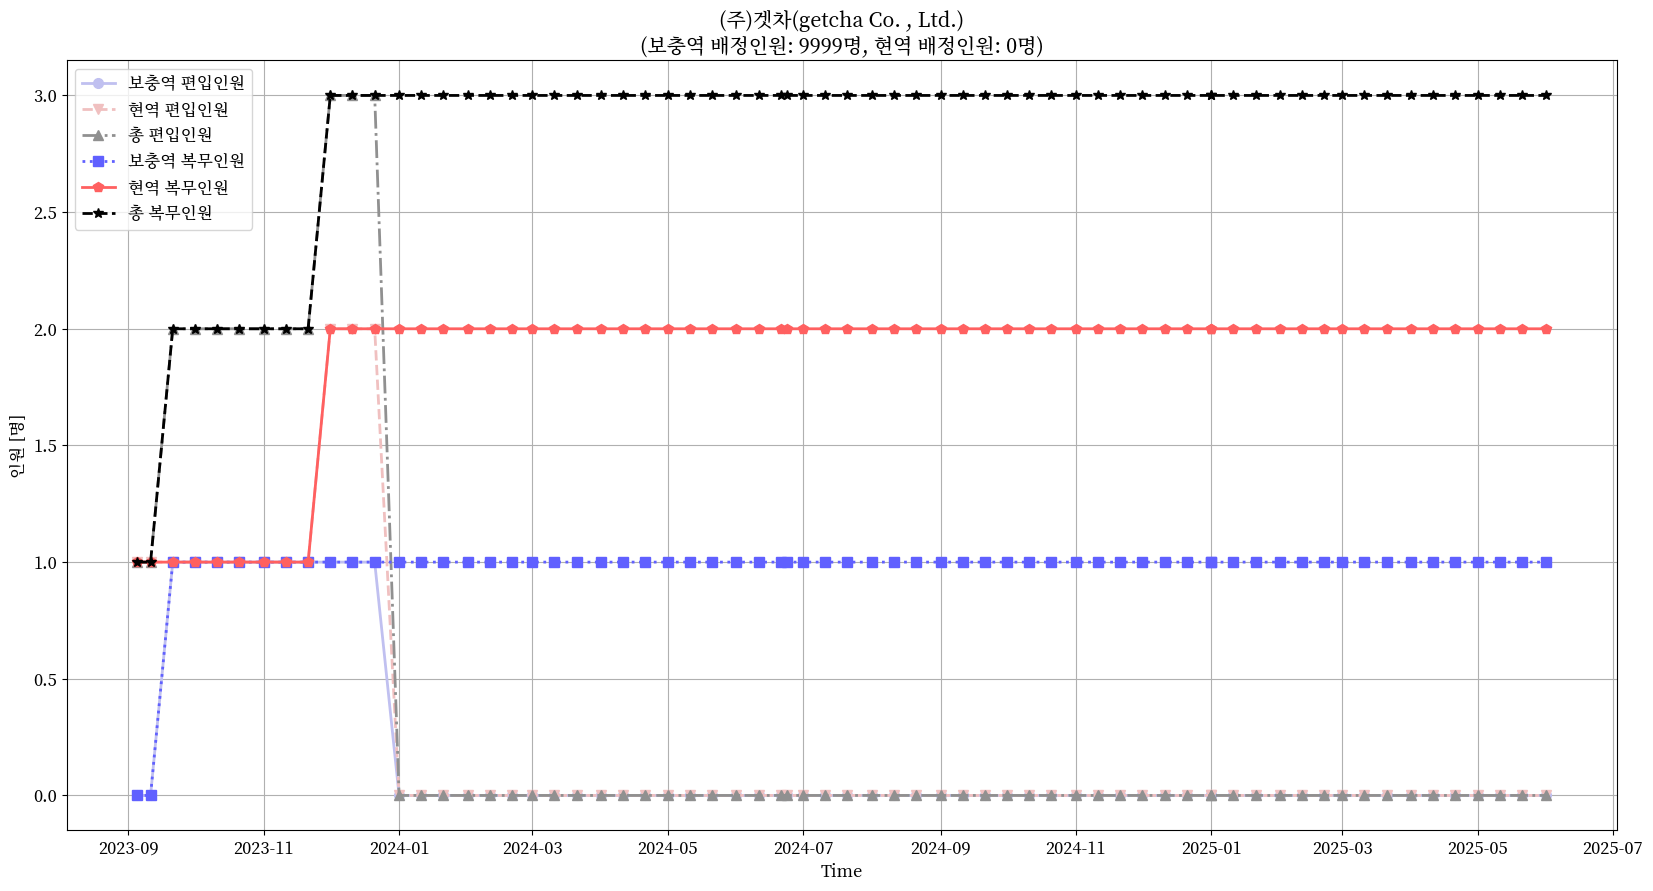 (주)겟차(getcha Co. , Ltd.)
(보충역 배정인원: 9999명, 현역 배정인원: 0명)
보충역 편입인원
현역 편입인원
총 편입인원
보충역 복무인원
현역 복무인원
총 복무인원
3.0
2.5
2.0
1.5
1.0
0.5
0.0
인원 [명]
2023-09 2023-11 2024-01 2024-03 2024-05 2024-07 2024-09 2024-11 2025-01 2025-03 2025-05 2025-07
Time